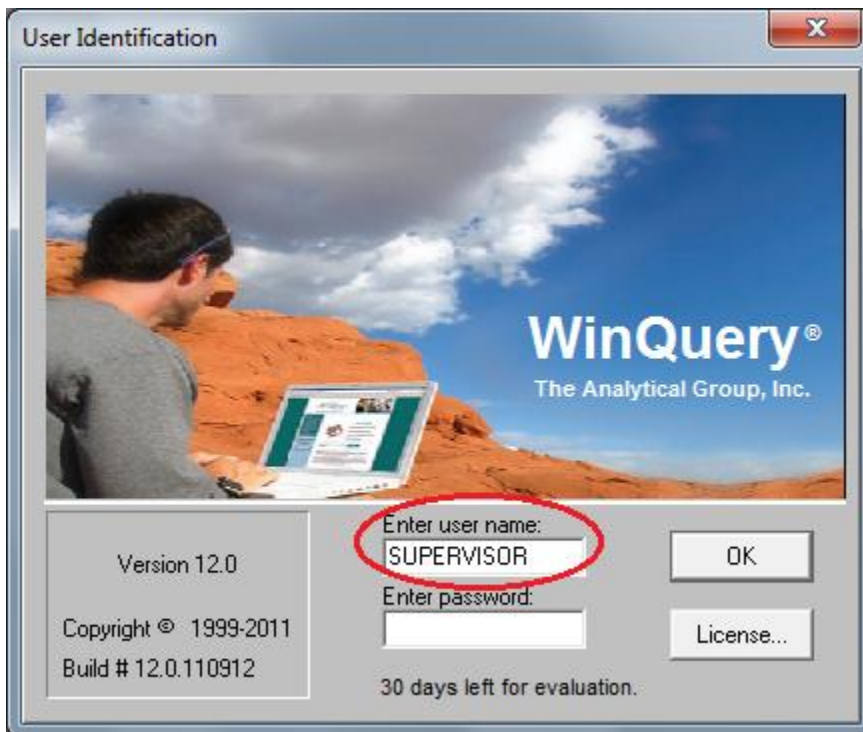 User Identification
WinQuery®
The Analytical Group, Inc.
Version 12.0
Copyright © 1999-2011
Build # 12.0.110912
Enter user name:
SUPERVISOR
Enter password:
30 days left for evaluation.
OK
License...